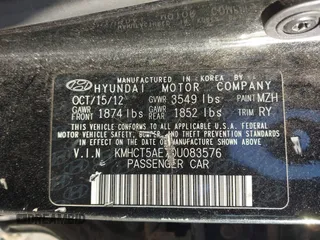 MANUFACTURED IN KOREA BY
HYUNDAI MOTOR COMPANY
OCT/15/12 GVWR 3549 lbs PAINT MZH
GAWR FRONT 1874 lbs GAWR REAR 1852 lbs TRIM RY
THIS VEHICLE CONFORMS TO ALL APPLICABLE U.S.A. FEDERAL
MOTOR VEHICLE SAFETY, BUMPER, AND THEFT
PREVENTION STANDARDS IN EFFECT ON THE DATE OF
MANUFACTURE SHOWN ABOVE.
V.I.N
PASSENGER CAR